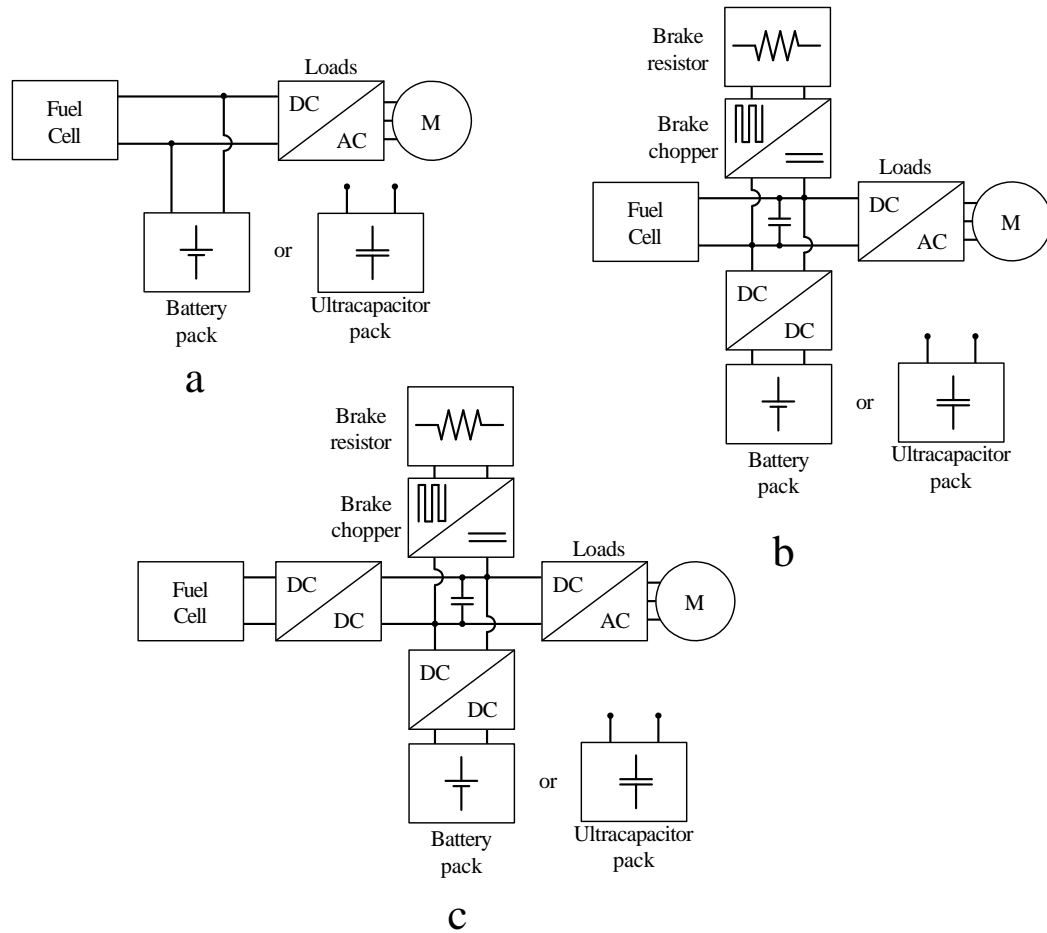 Loads
Fuel
Cell
DC
AC
M
or
Battery
pack
Ultracapacitor
pack
a
Brake
resistor
Brake
chopper
Loads
Fuel
Cell
DC
AC
M
DC
DC
or
Battery
pack
Ultracapacitor
pack
b
Brake
resistor
Brake
chopper
Loads
Fuel
Cell
DC
DC
DC
AC
M
DC
DC
or
Battery
pack
Ultracapacitor
pack
c